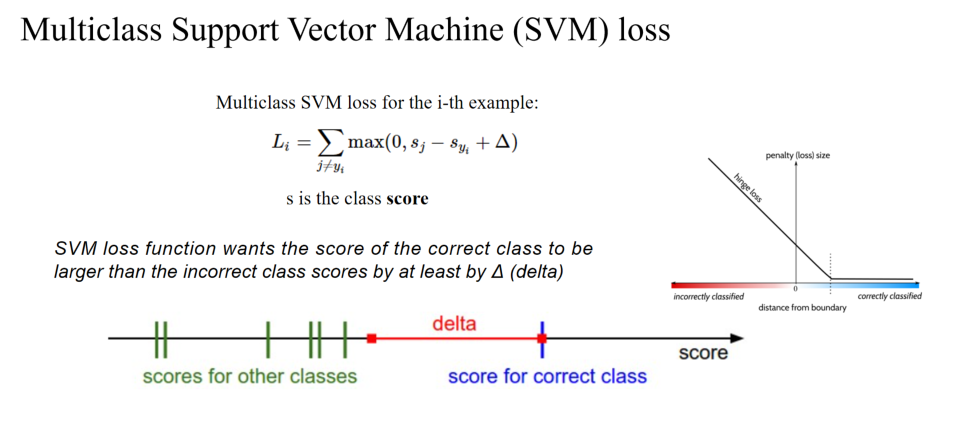 Multiclass Support Vector Machine (SVM) loss
Multiclass SVM loss for the i-th example:
L_i = ∑_{j≠y_i} max(0, s_j − s_{y_i} + Δ)
s is the class score
SVM loss function wants the score of the correct class to be
larger than the incorrect class scores by at least by Δ (delta)
penalty (loss) size
hinge loss
0
incorrectly classified
correctly classified
distance from boundary
delta
score
scores for other classes
score for correct class